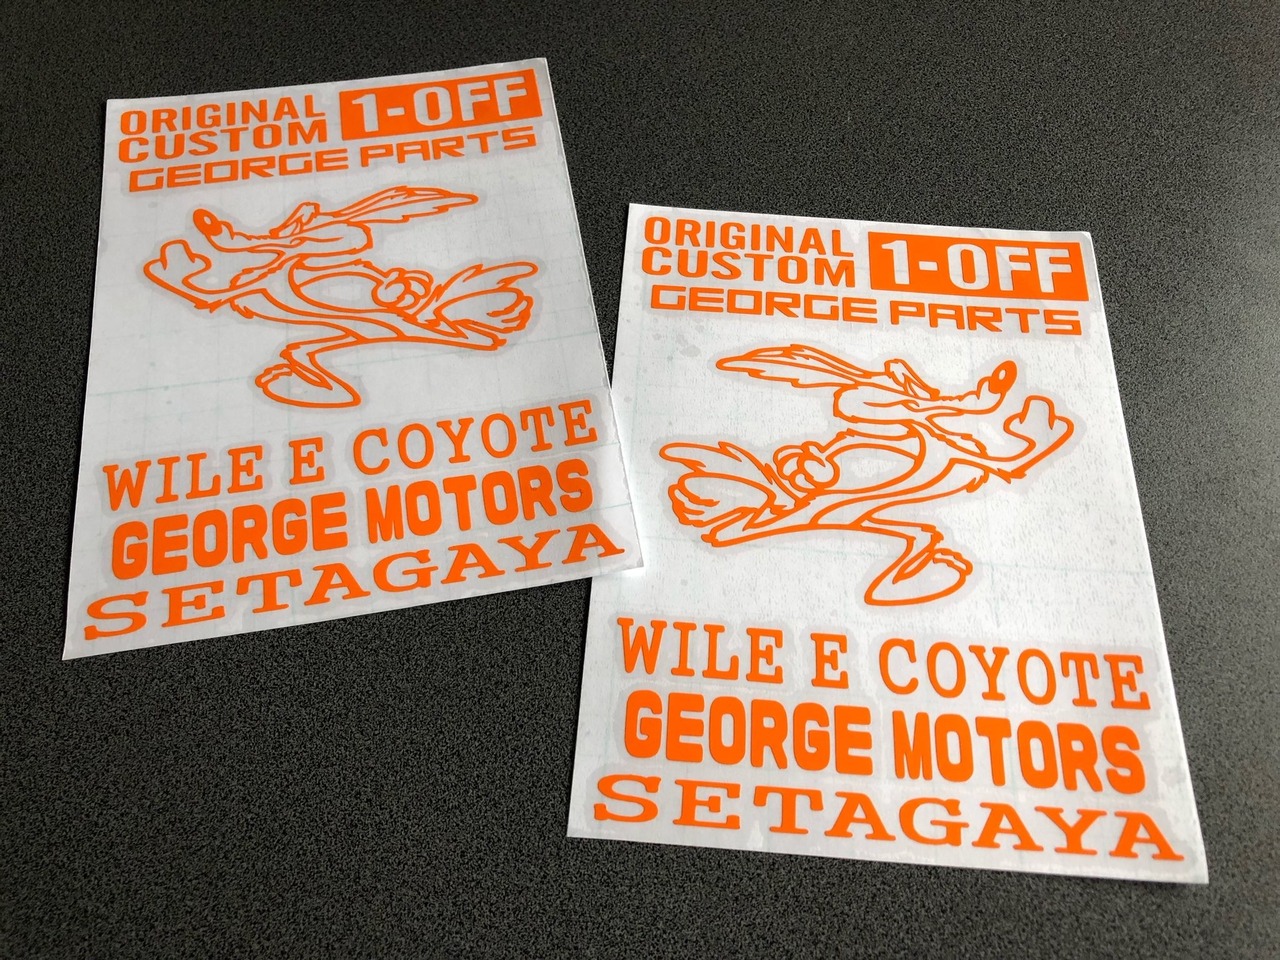 ORIGINAL
CUSTOM
1-OFF
GEORGE PARTS
WILE E COYOTE
GEORGE MOTORS
SETAGAYA
ORIGINAL
CUSTOM
1-OFF
GEORGE PARTS
WILE E COYOTE
GEORGE MOTORS
SETAGAYA